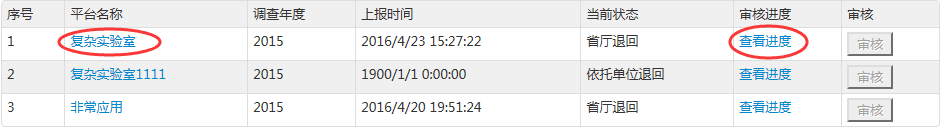 序号 平台名称 调查年度 上报时间 当前状态 审核进度 审核
1 复杂实验室 2015 2016/4/23 15:27:22 省厅退回 查看进度 审核
2 复杂实验室1111 2015 1900/1/1 0:00:00 依托单位退回 查看进度 审核
3 非常应用 2015 2016/4/20 19:51:24 省厅退回 查看进度 审核